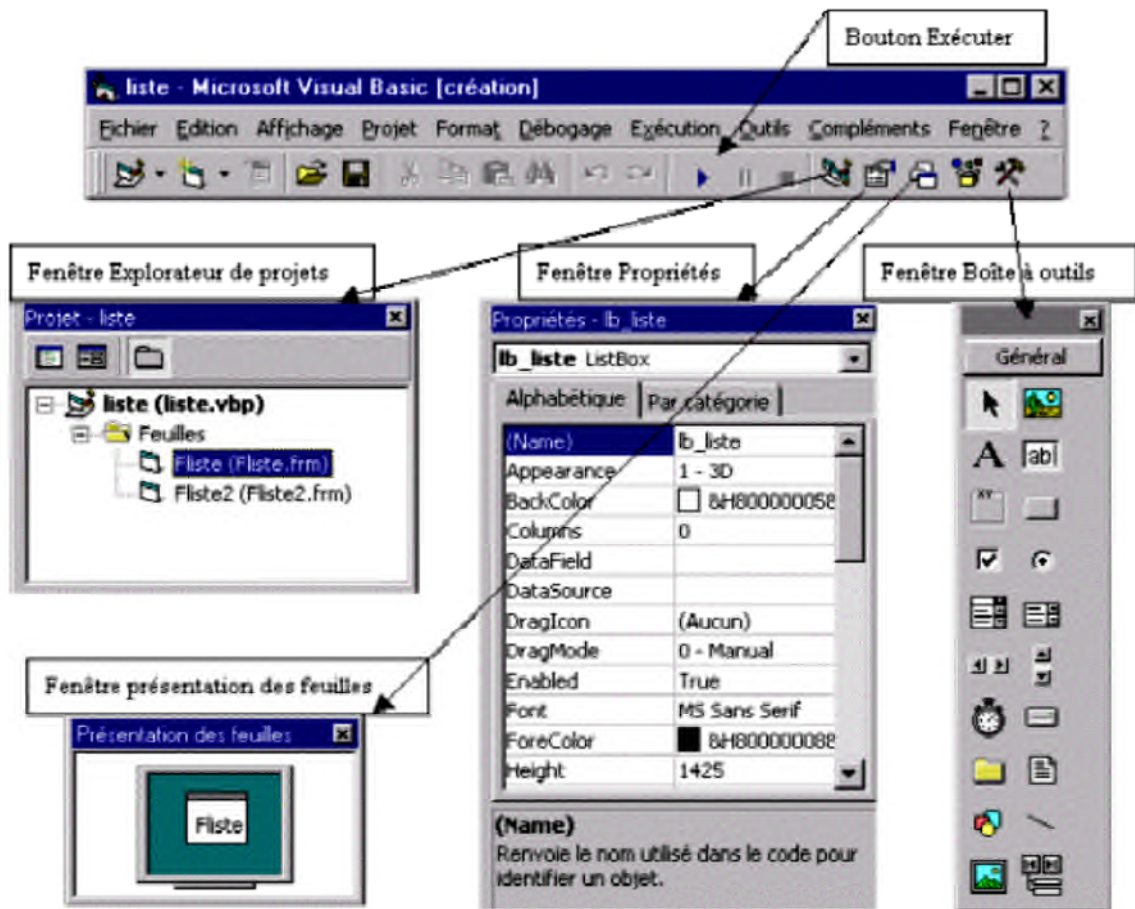 Bouton Exécuter
liste - Microsoft Visual Basic [création]
Fichier Edition Affichage Projet Format Débogage Exécution Outils Compléments Fenêtre ?
Fenêtre Explorateur de projets
Fenêtre Propriétés
Fenêtre Boîte à outils
Projet - liste
liste (liste.vbp)
Feuilles
Fliste (Fliste.frm)
Fliste2 (Fliste2.frm)
Propriétés - lb_liste
lb_liste ListBox
Alphabétique Par catégorie
(Name) lb_liste
Appearance 1 - 3D
BackColor &H800000058
Columns 0
DataField
DataSource
DragIcon (Aucun)
DragMode 0 - Manual
Enabled True
Font MS Sans Serif
ForeColor &H800000088
Height 1425
(Name)
Renvoie le nom utilisé dans le code pour
identifier un objet.
Général
A ab
XY
Fenêtre présentation des feuilles
Présentation des feuilles
Fliste